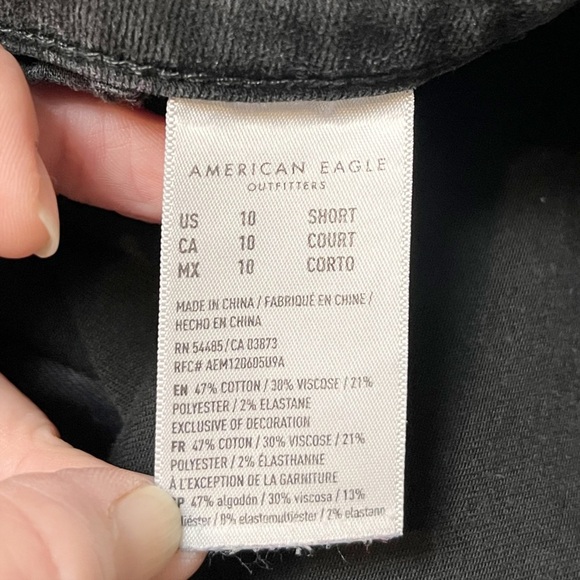 AMERICAN EAGLE
OUTFITTERS
US 10 SHORT
CA 10 COURT
MX 10 CORTO
MADE IN CHINA / FABRIQUÉ EN CHINE /
HECHO EN CHINA
RN 54485 / CA 03873
RFC# AEM120605U9A
EN 47% COTTON / 30% VISCOSE / 21%
POLYESTER / 2% ELASTANE
EXCLUSIVE OF DECORATION
FR 47% COTON / 30% VISCOSE / 21%
POLYESTER / 2% ÉLASTHANNE
À L'EXCEPTION DE LA GARNITURE
47% algodón / 30% viscosa / 13%
/ 8% elastomultiéster / 2% elastano